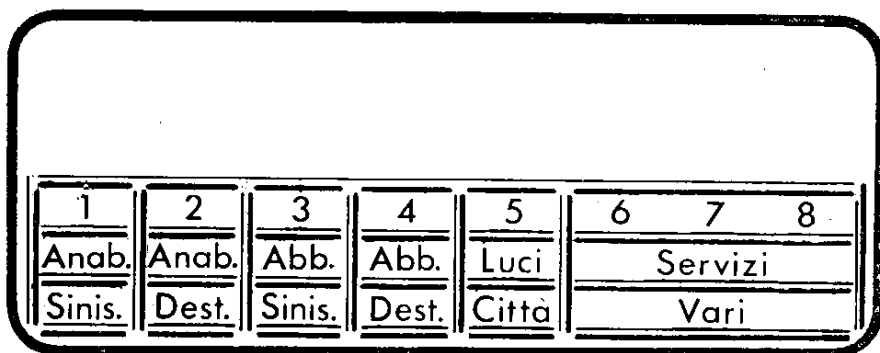 1 2 3 4 5 6 7 8
Anab. Anab. Abb. Abb. Luci Servizi
Sinis. Dest. Sinis. Dest. Città Vari